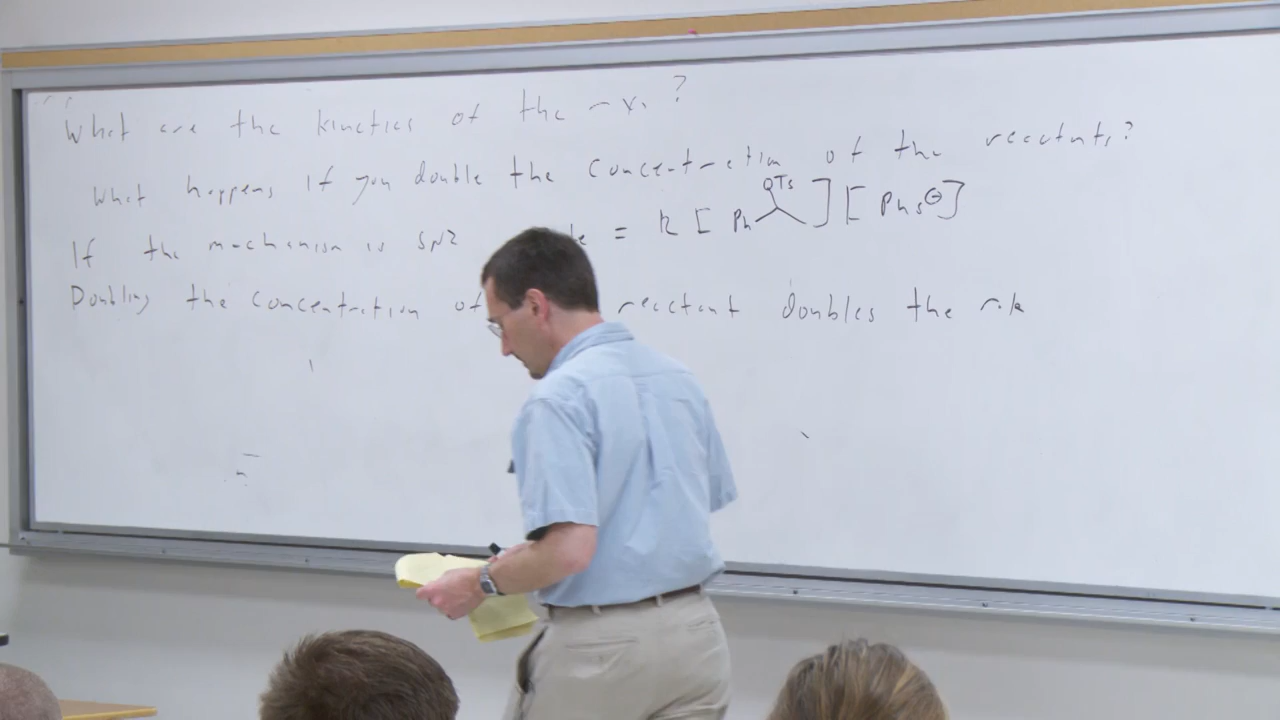 What are the kinetics of the rxn?
What happens if you double the concentration of the reactants?
If the mechanism is SN2 = k [ Ph OTs ] [ PhS⊖ ]
Doubling the concentration of reactant doubles the rate